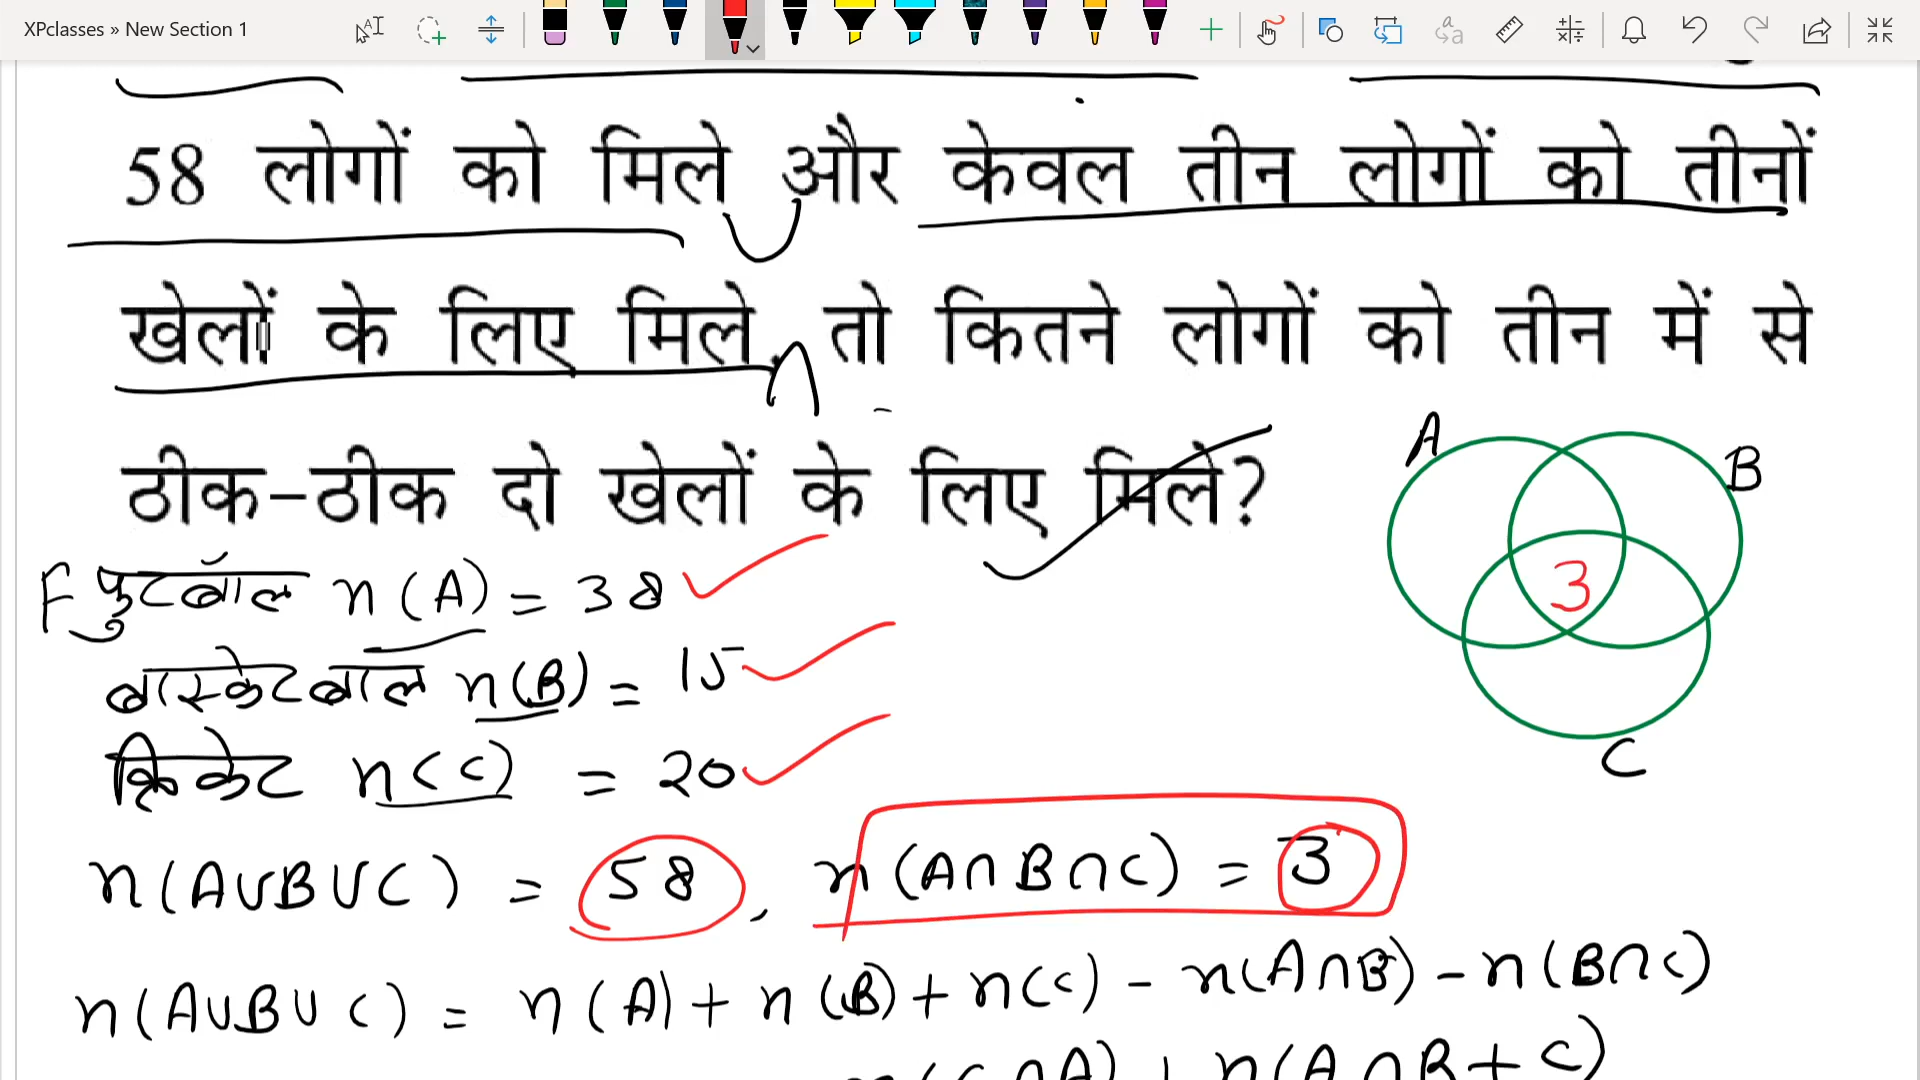 XPclasses » New Section 1
58 लोगों को मिले और केवल तीन लोगों को तीनों
खेलों के लिए मिले, तो कितने लोगों को तीन में से
ठीक-ठीक दो खेलों के लिए मिले?
A
B
3
C
F फुटबॉल n(A) = 38
बास्केटबाल n(B) = 15
क्रिकेट n(C) = 20
n(A∪B∪C) = 58, n(A∩B∩C) = 3
n(A∪B∪C) = n(A) + n(B) + n(C) - n(A∩B) - n(B∩C)
n(C∩A) + n(A∩B+C)